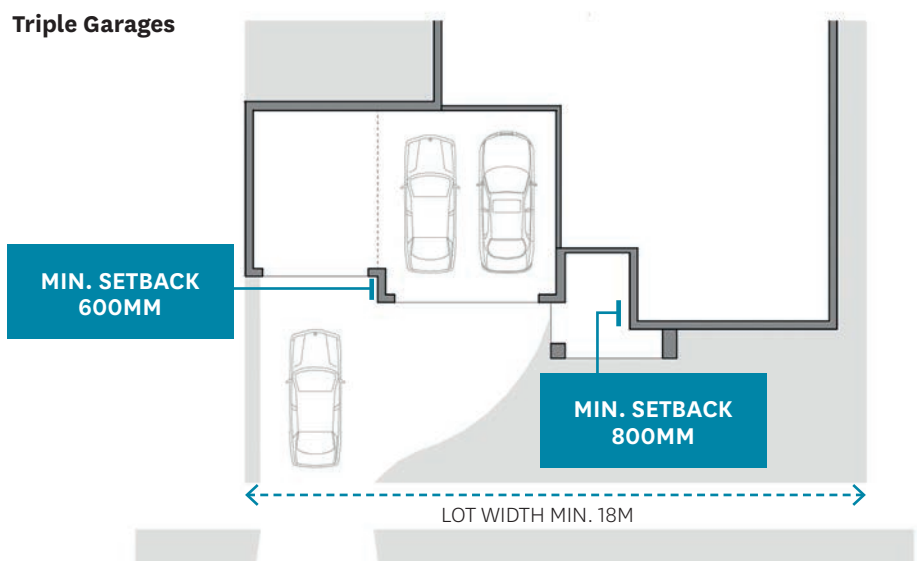 Triple Garages
MIN. SETBACK
600MM
MIN. SETBACK
800MM
LOT WIDTH MIN. 18M